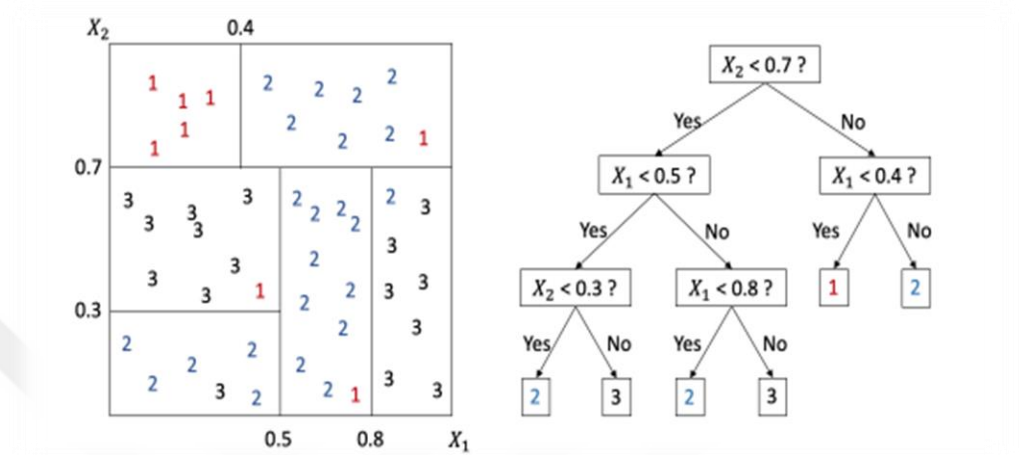 X₂ 0.4
1 1 1 1 1
2 2 2 2 2 2 2 1
0.7
3 3 3 3 3 3 3 3 1
2 2 2 2 2 2 2 2 2 2 1
2 3 3 3 3 3 3 3
0.3
2 2 2 2 3 2
0.5 0.8 X₁
X₂ < 0.7 ?
Yes No
X₁ < 0.5 ? X₁ < 0.4 ?
Yes No Yes No
X₂ < 0.3 ? X₁ < 0.8 ? 1 2
Yes No Yes No
2 3 2 3